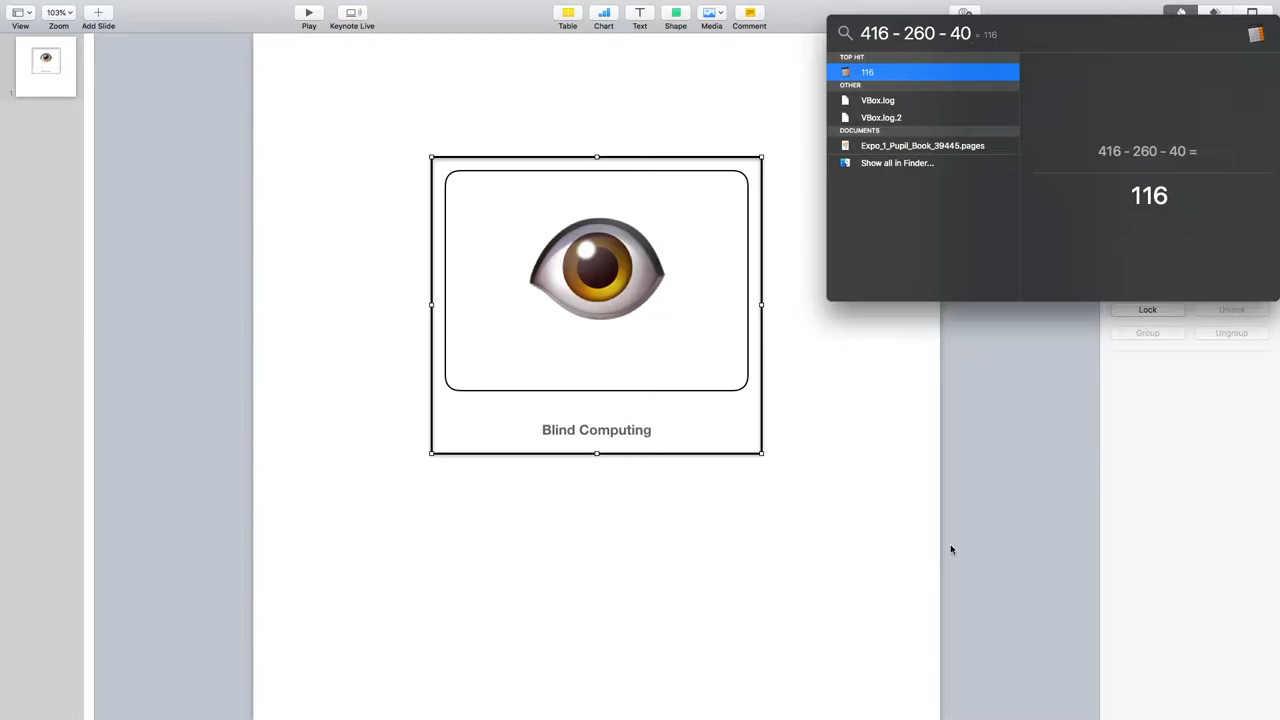 View
103%
Zoom
Add Slide
Play
Keynote Live
Table
Chart
Text
Shape
Media
Comment
1
Blind Computing
416 - 260 - 40 = 116
TOP HIT
116
OTHER
VBox.log
VBox.log.2
DOCUMENTS
Expo_1_Pupil_Book_39445.pages
Show all in Finder...
416 - 260 - 40 =
116
Lock
Unlock
Group
Ungroup